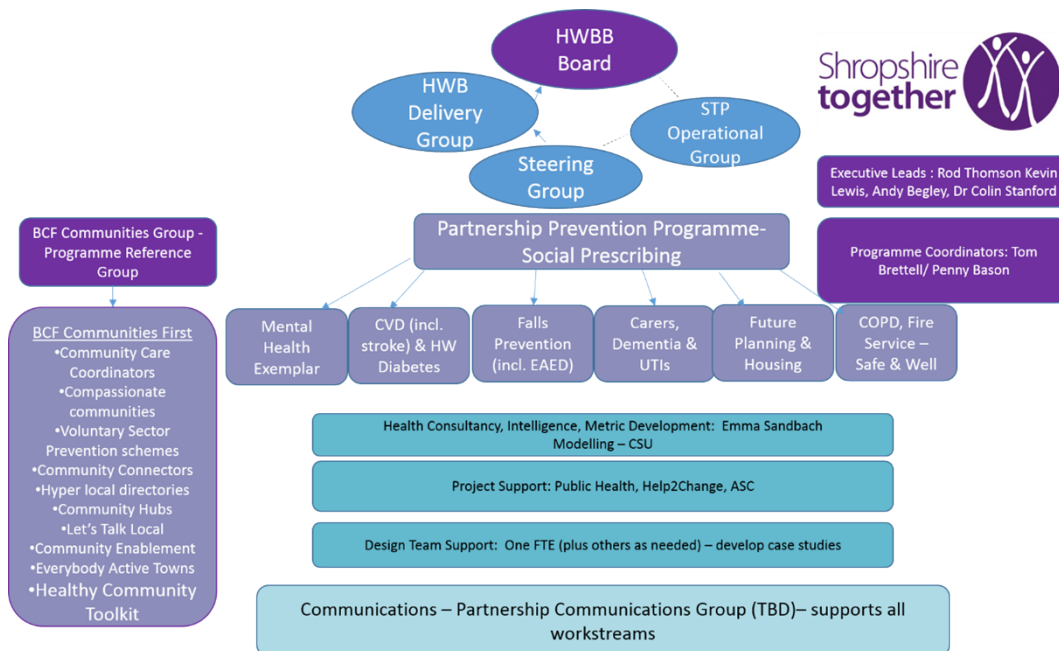 HWBB
Board
HWB
Delivery
Group
STP
Operational
Group
Steering
Group
Shropshire
together
Executive Leads : Rod Thomson Kevin
Lewis, Andy Begley, Dr Colin Stanford
Programme Coordinators: Tom
Brettell/ Penny Bason
BCF Communities Group -
Programme Reference
Group
Partnership Prevention Programme-
Social Prescribing
BCF Communities First
•Community Care
Coordinators
•Compassionate
communities
•Voluntary Sector
Prevention schemes
•Community Connectors
•Hyper local directories
•Community Hubs
•Let's Talk Local
•Community Enablement
•Everybody Active Towns
•Healthy Community
Toolkit
Mental
Health
Exemplar
CVD (incl.
stroke) & HW
Diabetes
Falls
Prevention
(incl. EAED)
Carers,
Dementia &
UTIs
Future
Planning &
Housing
COPD, Fire
Service –
Safe & Well
Health Consultancy, Intelligence, Metric Development: Emma Sandbach
Modelling – CSU
Project Support: Public Health, Help2Change, ASC
Design Team Support: One FTE (plus others as needed) – develop case studies
Communications – Partnership Communications Group (TBD)– supports all
workstreams